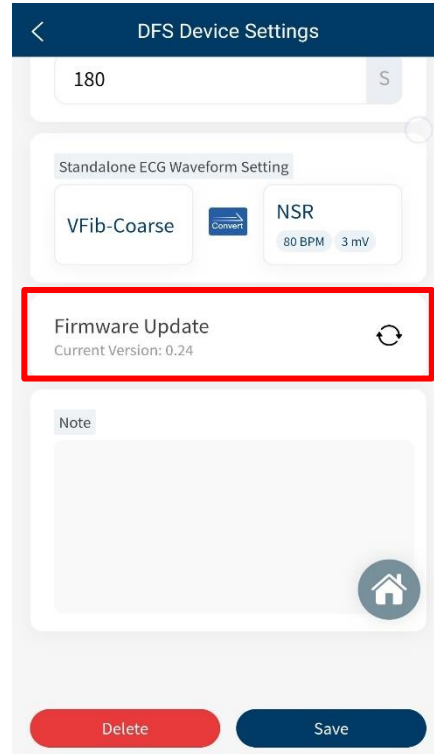 DFS Device Settings
180
S
Standalone ECG Waveform Setting
VFib-Coarse
Convert
NSR
80 BPM
3 mV
Firmware Update
Current Version: 0.24
Note
Delete
Save